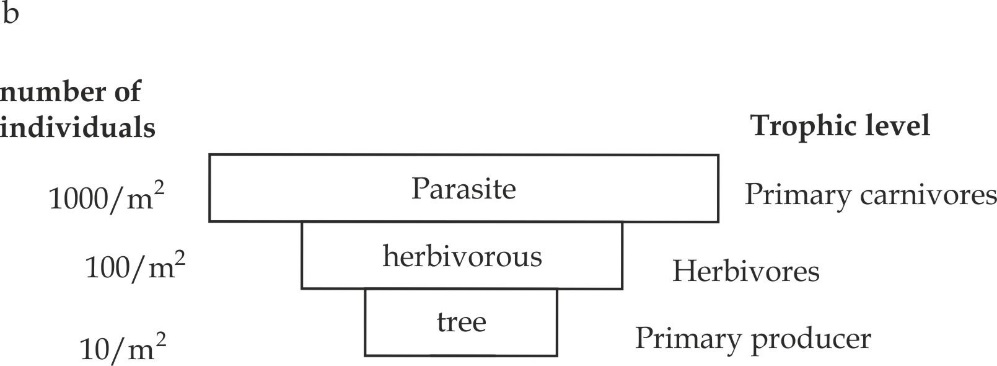 b
number of
individuals
Trophic level
1000/m²
Parasite
Primary carnivores
100/m²
herbivorous
Herbivores
10/m²
tree
Primary producer